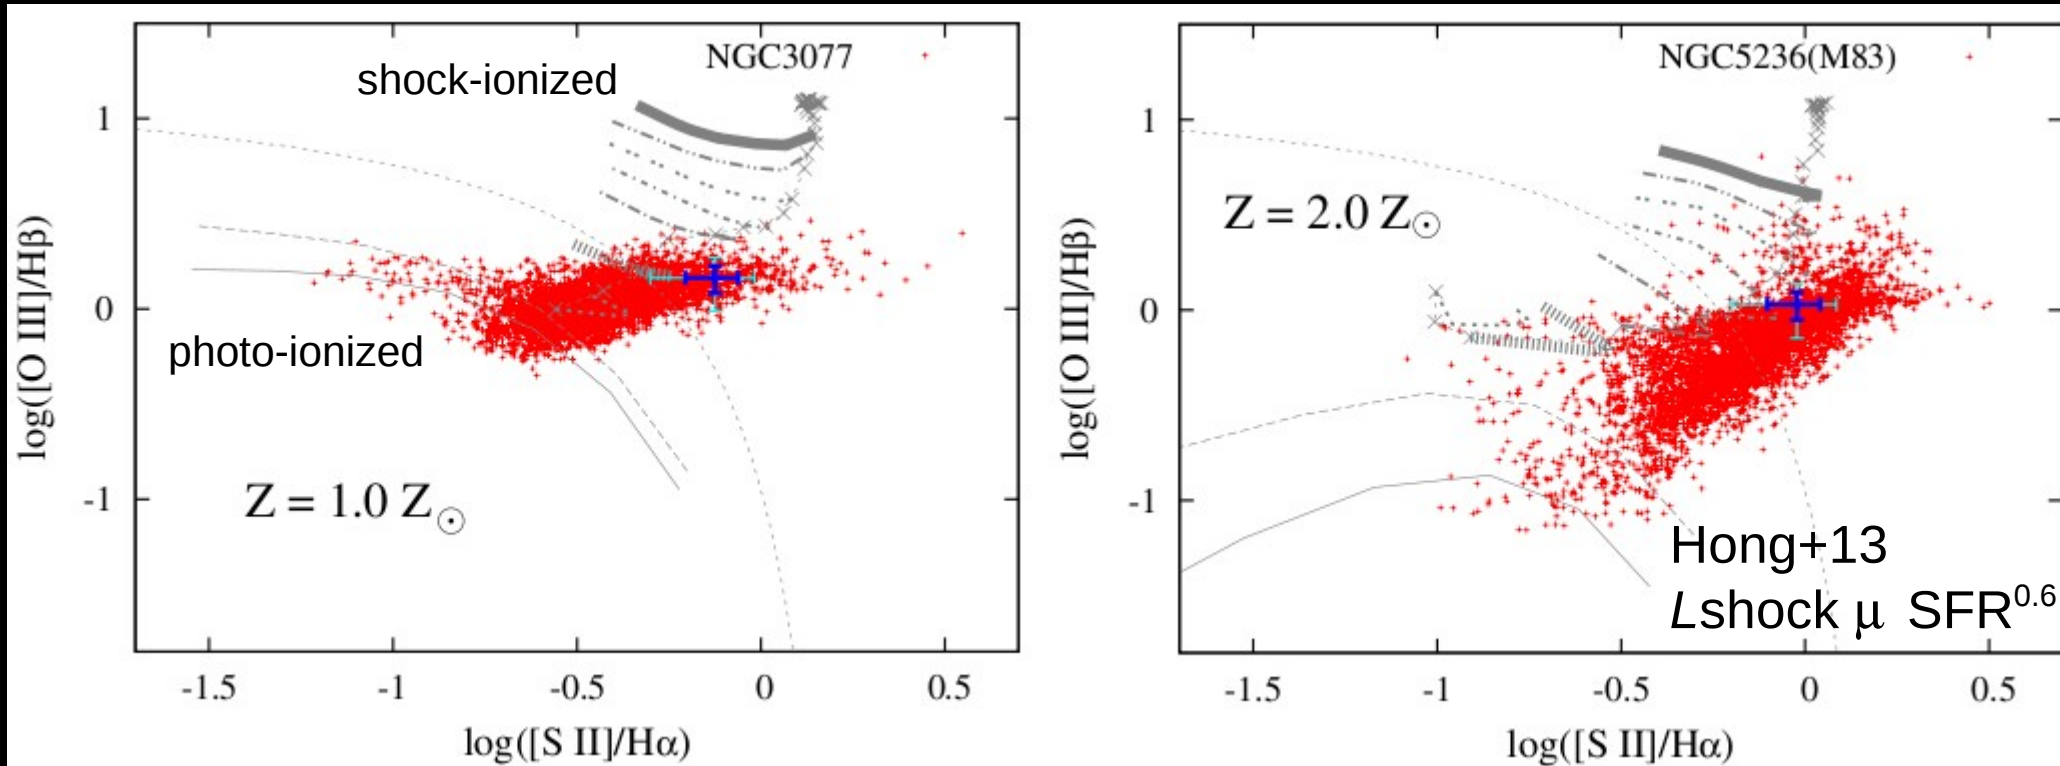 NGC3077
shock-ionized
1
0
photo-ionized
-1
Z = 1.0 Z☉
log([O III]/Hβ)
-1.5
-1
-0.5
0
0.5
log([S II]/Hα)
NGC5236(M83)
1
Z = 2.0 Z☉
0
-1
log([O III]/Hβ)
Hong+13
Lshock μ SFR^0.6
-1.5
-1
-0.5
0
0.5
log([S II]/Hα)